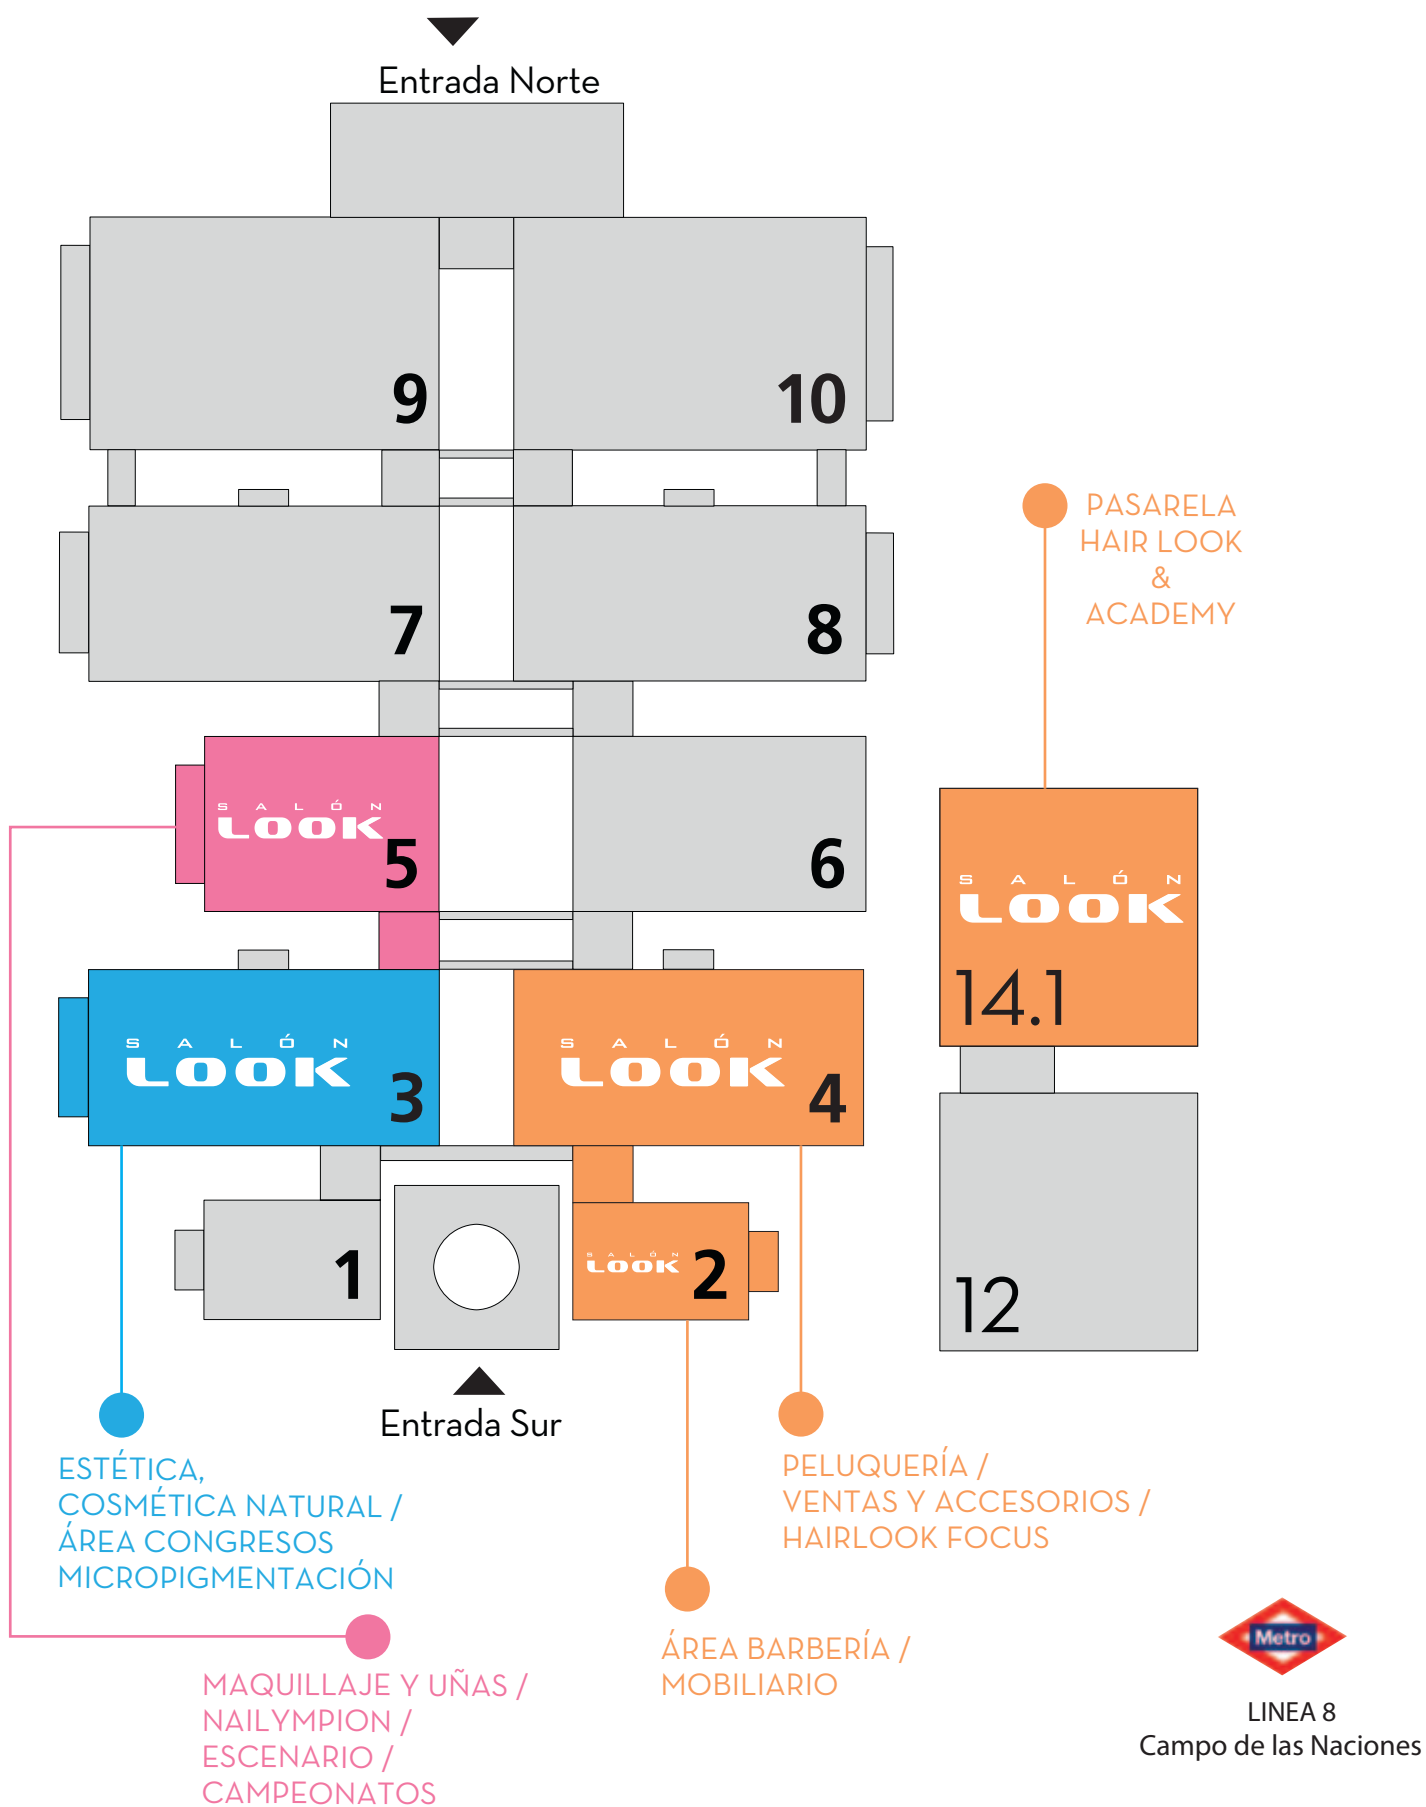 Entrada Norte
9
10
PASARELA
HAIR LOOK
&
ACADEMY
7
8
SALÓN
LOOK
5
6
SALÓN
LOOK
14.1
SALÓN
LOOK
3
SALÓN
LOOK
4
1
SALÓN
LOOK
2
12
Entrada Sur
ESTÉTICA,
COSMÉTICA NATURAL /
ÁREA CONGRESOS
MICROPIGMENTACIÓN
PELUQUERÍA /
VENTAS Y ACCESORIOS /
HAIRLOOK FOCUS
MAQUILLAJE Y UÑAS /
NAILYMPION /
ESCENARIO /
CAMPEONATOS
ÁREA BARBERÍA /
MOBILIARIO
Metro
LINEA 8
Campo de las Naciones